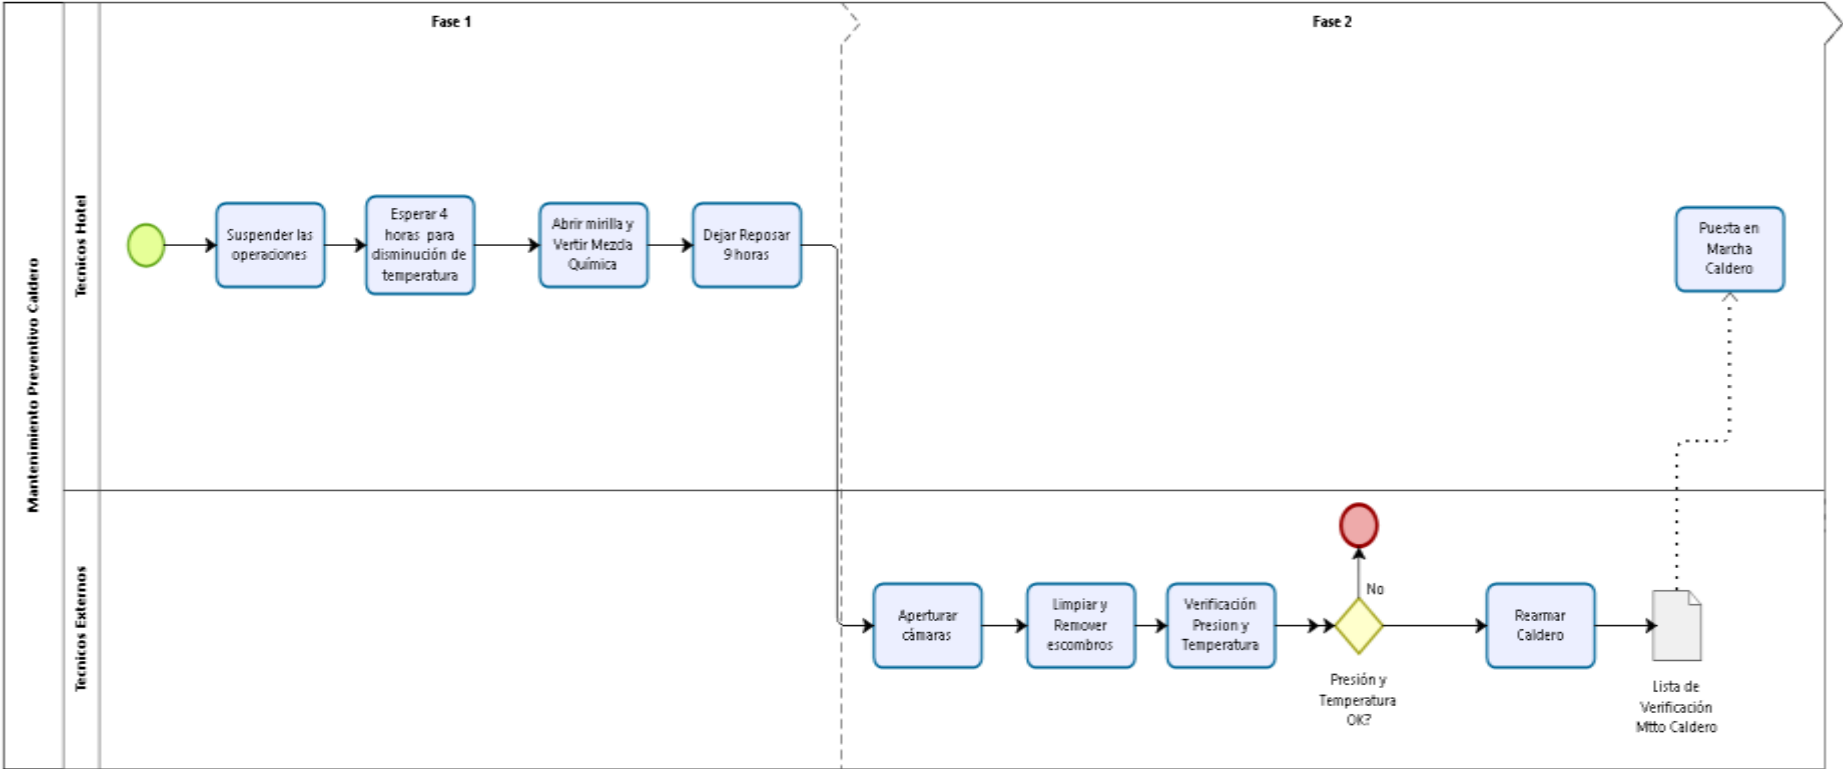 Fase 1
Fase 2
Mantenimiento Preventivo Caldero
Tecnicos Hotel
Suspender las
operaciones
Esperar 4
horas para
disminución de
temperatura
Abrir mirilla y
Vertir Mezcla
Química
Dejar Reposar
9 horas
Puesta en
Marcha
Caldero
Tecnicos Externos
Aperturar
cámaras
Limpiar y
Remover
escombros
Verificación
Presion y
Temperatura
No
Presión y
Temperatura
OK?
Rearmar
Caldero
Lista de
Verificación
Mtto Caldero